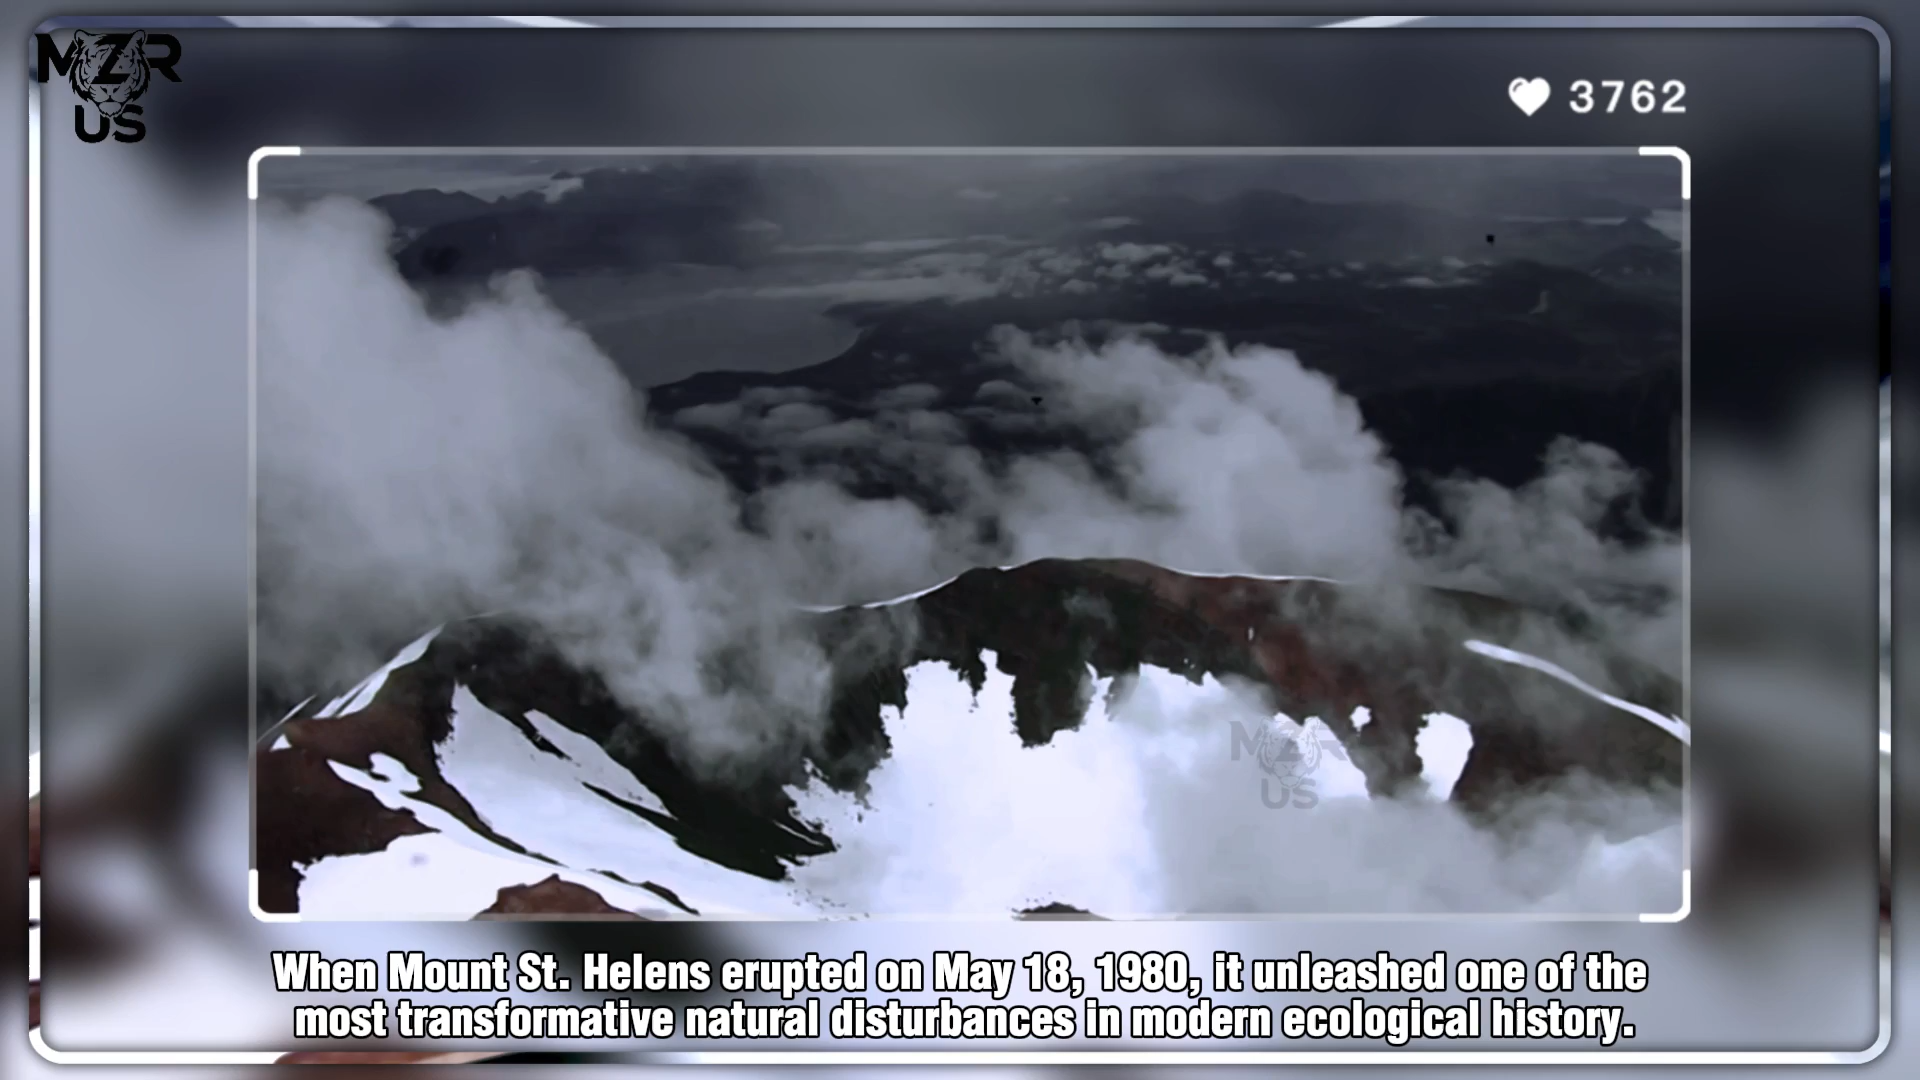 MZR
US
3762
MZR
US
When Mount St. Helens erupted on May 18, 1980, it unleashed one of the
most transformative natural disturbances in modern ecological history.